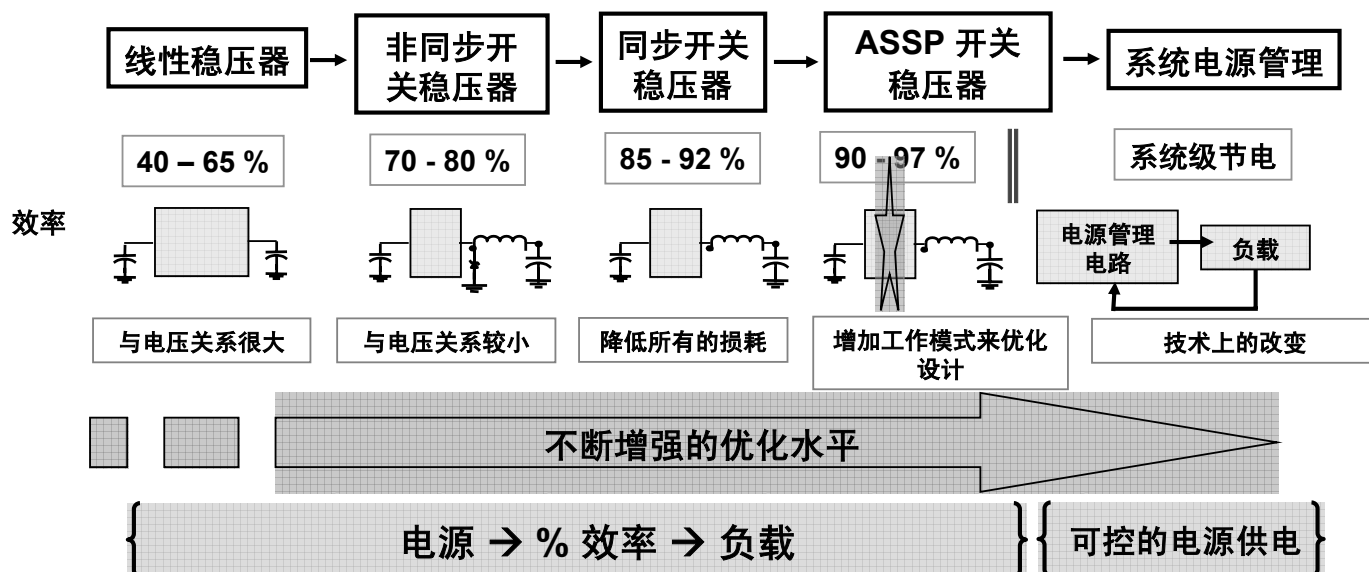 线性稳压器
非同步开
关稳压器
同步开关
稳压器
ASSP 开关
稳压器
系统电源管理
40 – 65 %
70 - 80 %
85 - 92 %
90 - 97 %
系统级节电
效率
电源管理
电路
负载
与电压关系很大
与电压关系较小
降低所有的损耗
增加工作模式来优化
设计
技术上的改变
不断增强的优化水平
电源 → % 效率 → 负载
可控的电源供电